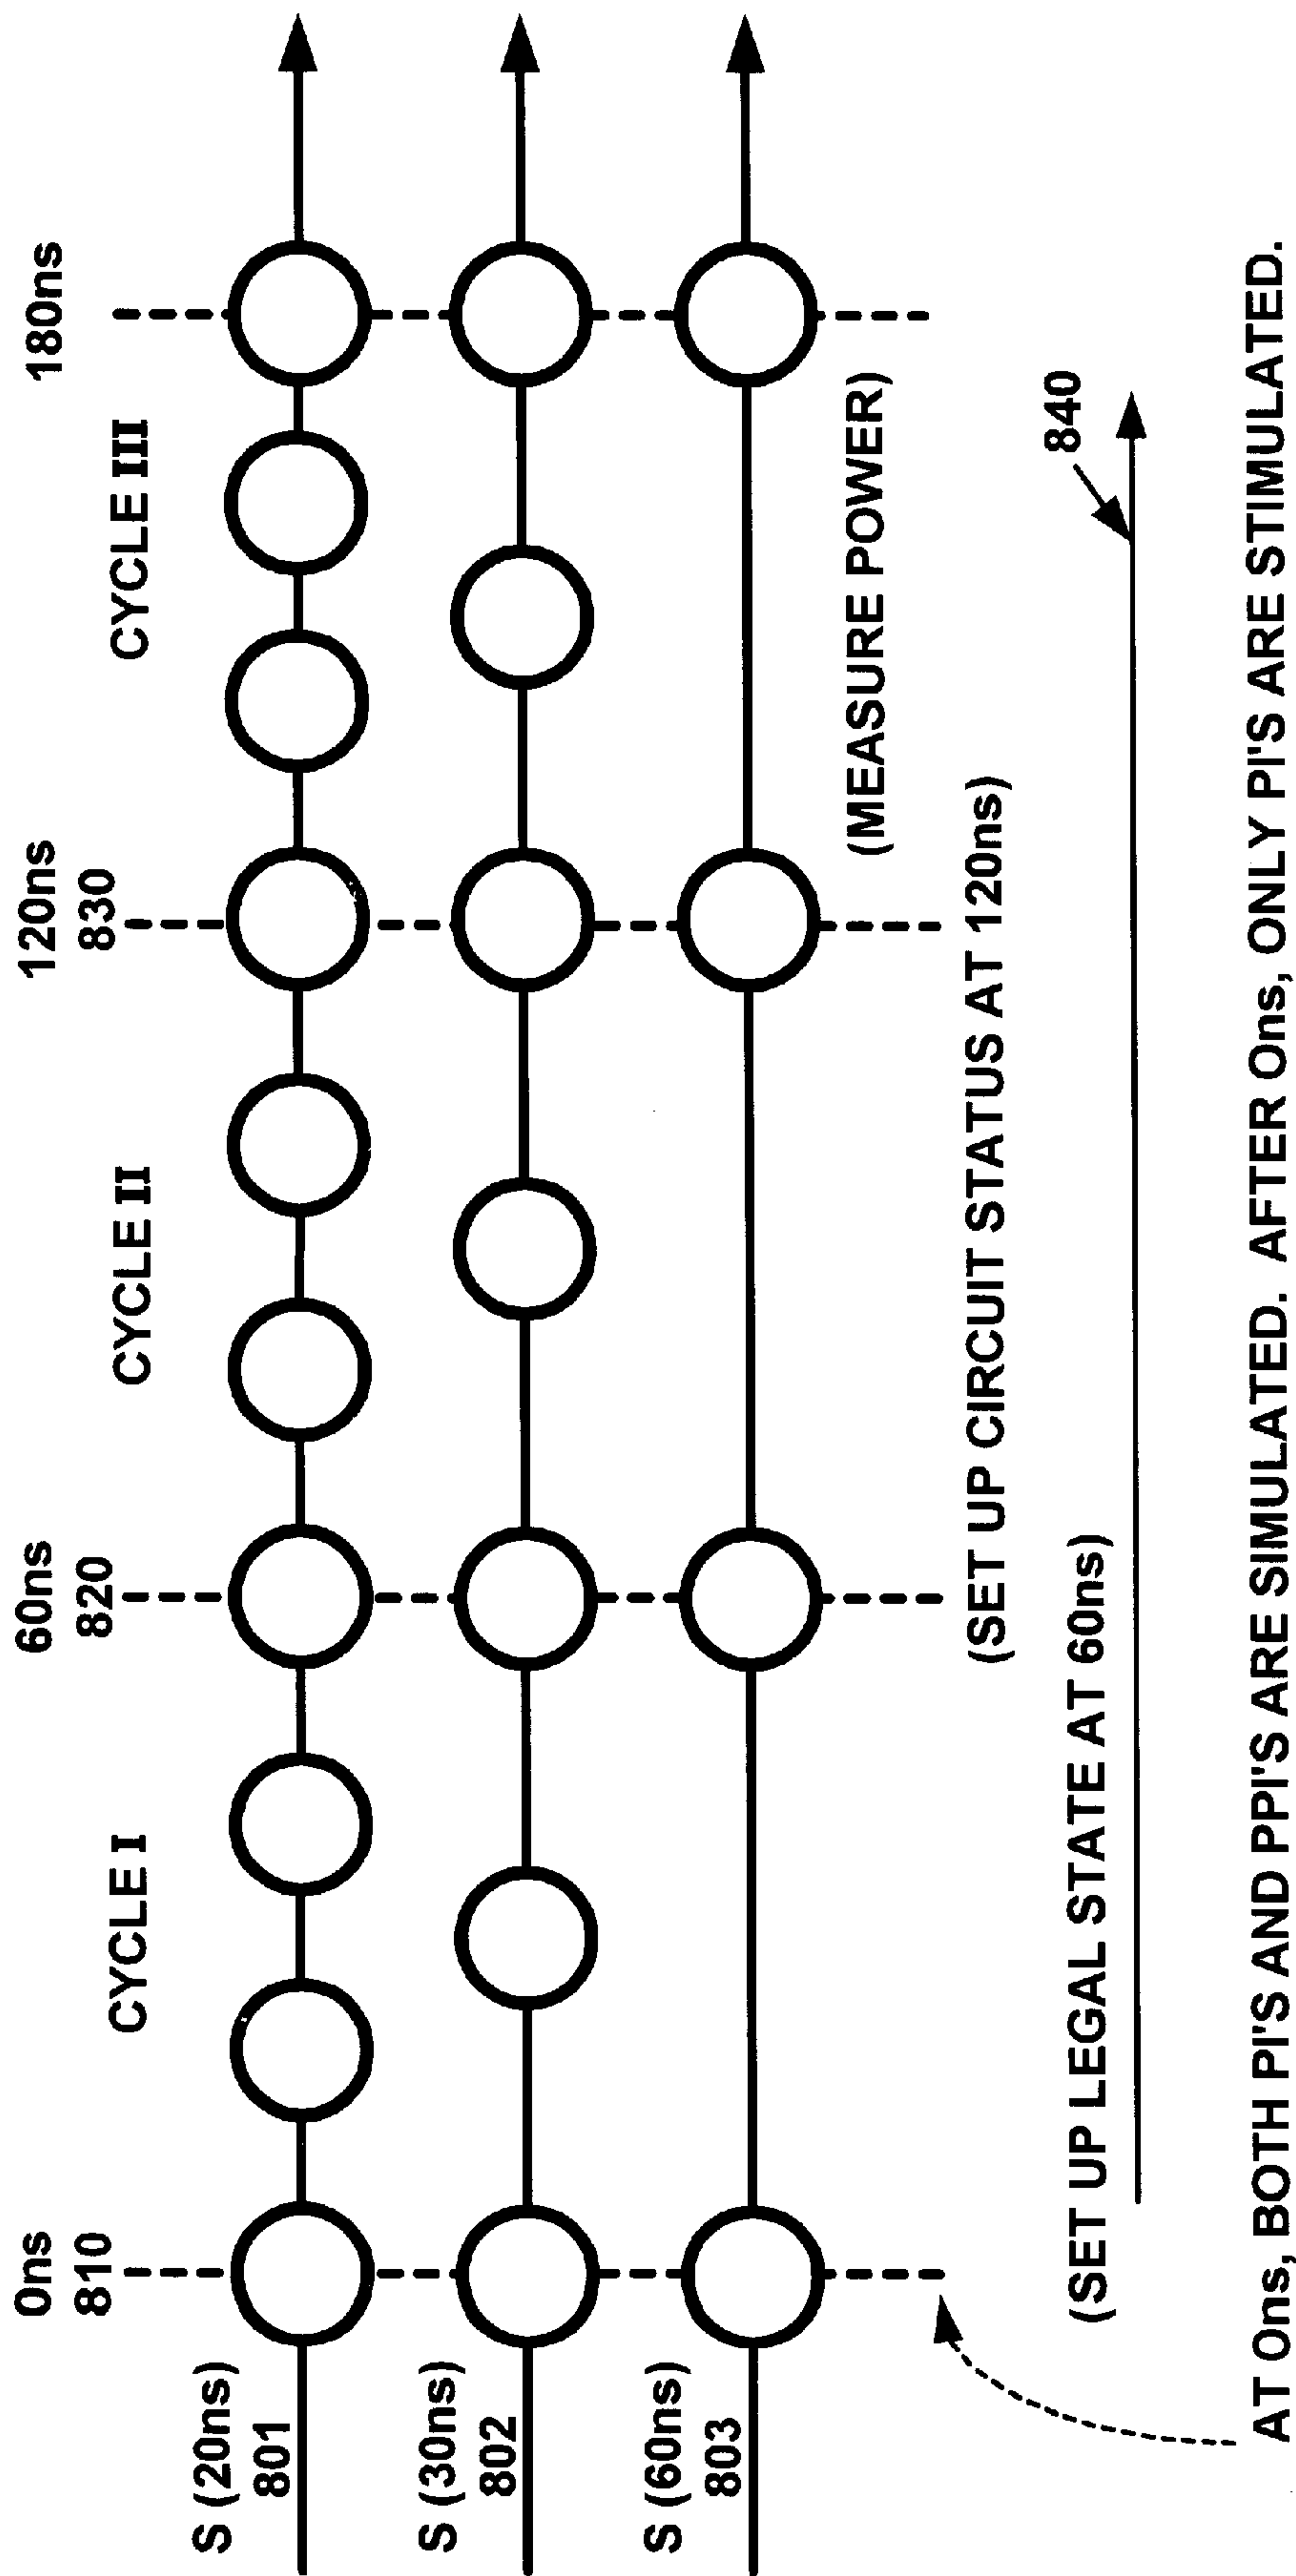 0ns
810
60ns
820
120ns
830
180ns
CYCLE I
CYCLE II
CYCLE III
S (20ns)
801
S (30ns)
802
S (60ns)
803
(MEASURE POWER)
(SET UP CIRCUIT STATUS AT 120ns)
(SET UP LEGAL STATE AT 60ns)
840
AT 0ns, BOTH PI'S AND PPI'S ARE SIMULATED. AFTER 0ns, ONLY PI'S ARE STIMULATED.